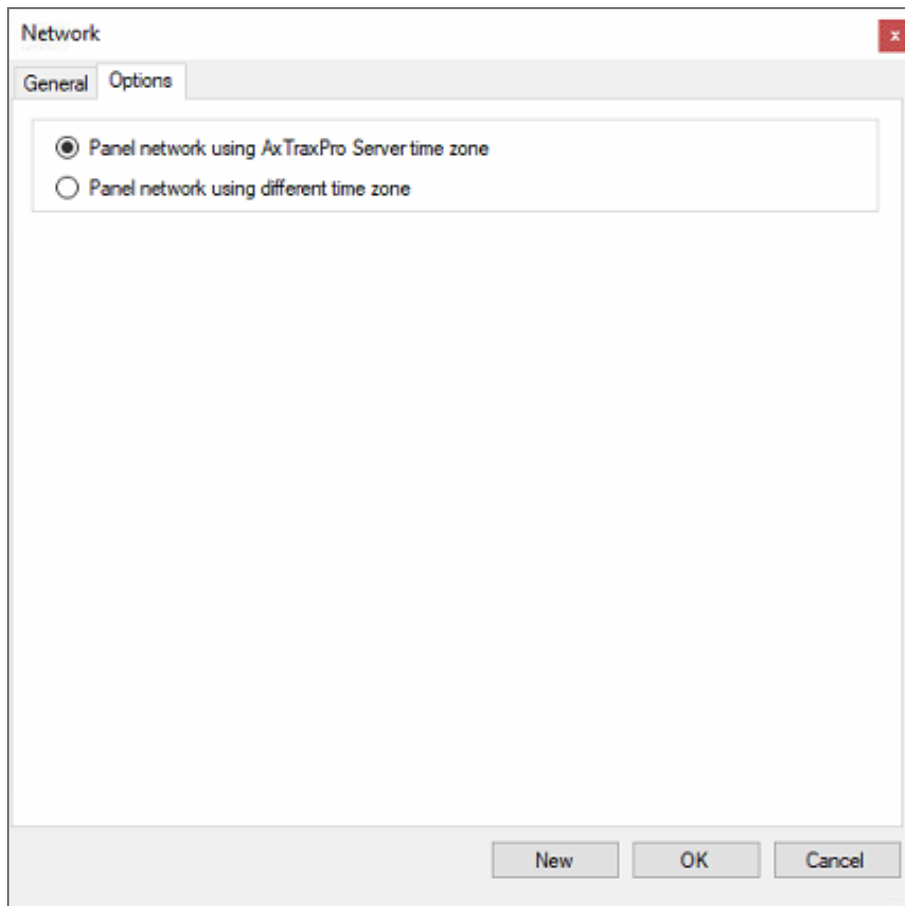 Network
x
General Options
Panel network using AxTraxPro Server time zone
Panel network using different time zone
New OK Cancel